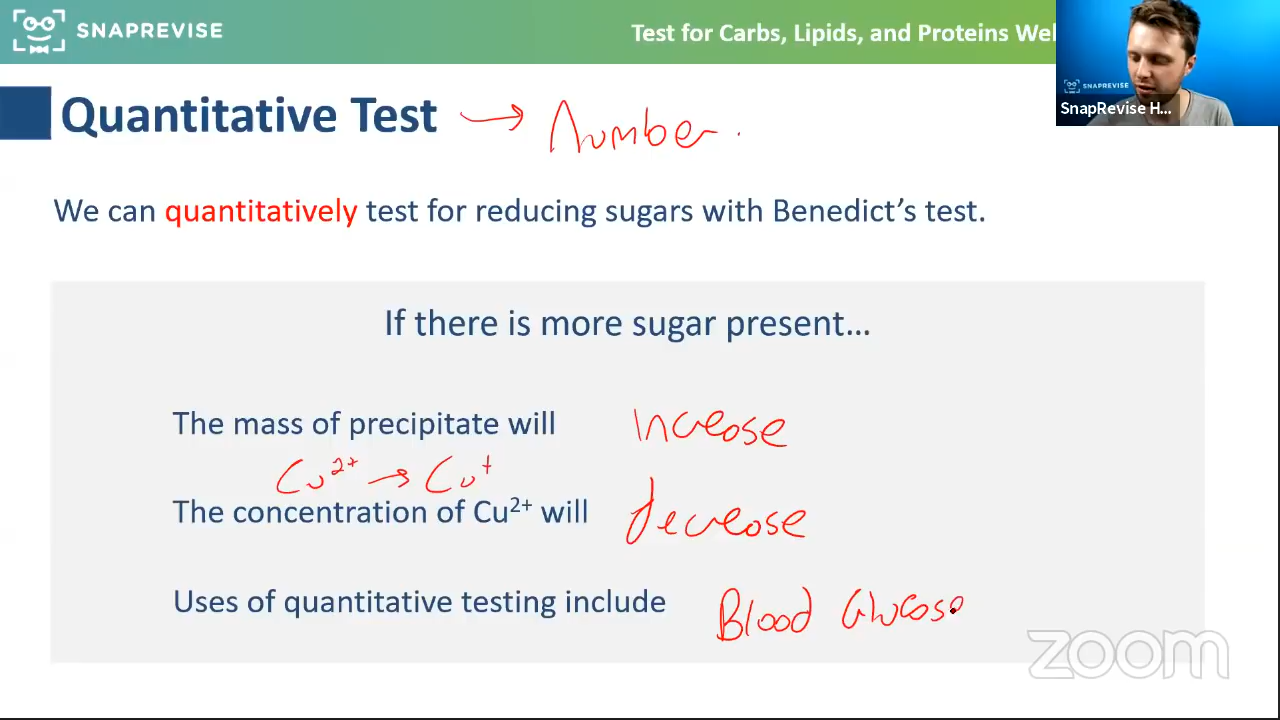 SNAPREVISE
Test for Carbs, Lipids, and Proteins
SNAPREVISE
SnapRevise H...
Quantitative Test → Number.
We can quantitatively test for reducing sugars with Benedict’s test.
If there is more sugar present…
The mass of precipitate will increase
Cu²⁺ → Cu⁺
The concentration of Cu²⁺ will decrease
Uses of quantitative testing include Blood Glucose
zoom